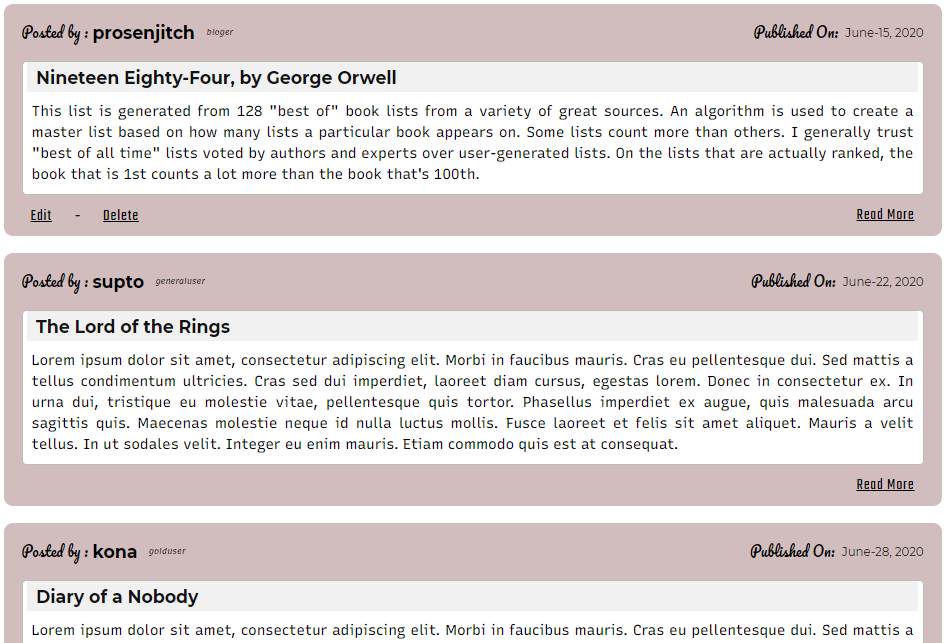 Posted by : prosenjitch bloger Published On: June-15, 2020
Nineteen Eighty-Four, by George Orwell
This list is generated from 128 "best of" book lists from a variety of great sources. An algorithm is used to create a
master list based on how many lists a particular book appears on. Some lists count more than others. I generally trust
"best of all time" lists voted by authors and experts over user-generated lists. On the lists that are actually ranked, the
book that is 1st counts a lot more than the book that's 100th.
Edit - Delete Read More
Posted by : supto generaluser Published On: June-22, 2020
The Lord of the Rings
Lorem ipsum dolor sit amet, consectetur adipiscing elit. Morbi in faucibus mauris. Cras eu pellentesque dui. Sed mattis a
tellus condimentum ultricies. Cras sed dui imperdiet, laoreet diam cursus, egestas lorem. Donec in consectetur ex. In
urna dui, tristique eu molestie vitae, pellentesque quis tortor. Phasellus imperdiet ex augue, quis malesuada arcu
sagittis quis. Maecenas molestie neque id nulla luctus mollis. Fusce laoreet et felis sit amet aliquet. Mauris a velit
tellus. In ut sodales velit. Integer eu enim mauris. Etiam commodo quis est at consequat.
Read More
Posted by : kona golduser Published On: June-28, 2020
Diary of a Nobody
Lorem ipsum dolor sit amet, consectetur adipiscing elit. Morbi in faucibus mauris. Cras eu pellentesque dui. Sed mattis a